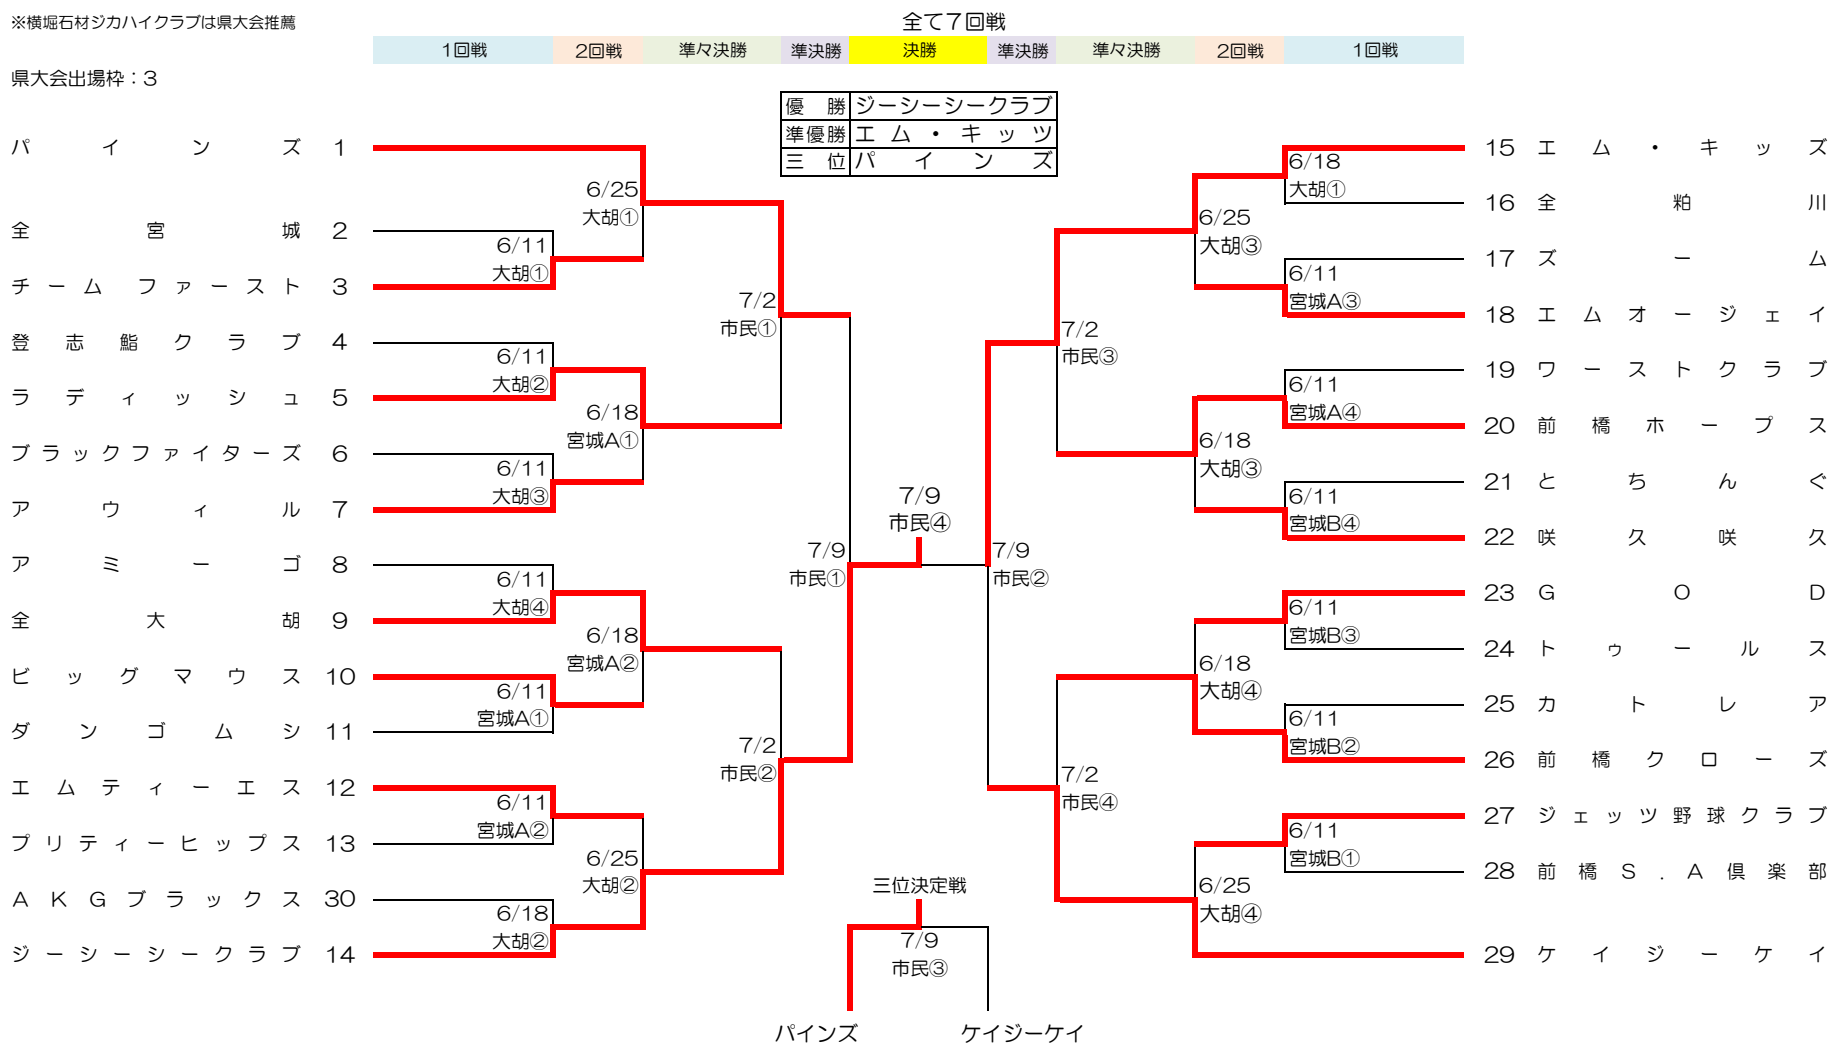 ※横堀石材ジカハイクラブは県大会推薦
全て7回戦
1回戦 2回戦 準々決勝 準決勝 決勝 準決勝 準々決勝 2回戦 1回戦
県大会出場枠：3
優勝 ジーシーシークラブ
準優勝 エム・キッツ
三位 パインズ
パインズ 1
全宮城 2
チームファースト 3
登志鮨クラブ 4
ラディッシュ 5
ブラックファイターズ 6
アウィル 7
アミーゴ 8
全大胡 9
ビッグマウス 10
ダンゴムシ 11
エムティーエス 12
プリティーヒップス 13
AKGブラックス 30
ジーシーシークラブ 14
6/11
大胡①
6/11
大胡②
6/11
大胡③
6/11
大胡④
6/11
宮城A①
6/11
宮城A②
6/18
大胡②
6/25
大胡①
6/18
宮城A①
6/18
宮城A②
6/25
大胡②
7/2
市民①
7/2
市民②
7/9
市民①
7/9
市民④
7/9
市民②
7/2
市民③
7/2
市民④
6/25
大胡③
6/18
大胡③
6/18
大胡④
6/25
大胡④
6/18
大胡①
6/11
宮城A③
6/11
宮城A④
6/11
宮城B④
6/11
宮城B③
6/11
宮城B②
6/11
宮城B①
15 エム・キッズ
16 全粕川
17 ズーム
18 エムオージェイ
19 ワーストクラブ
20 前橋ホープス
21 とちんぐ
22 咲久咲久
23 GOD
24 トゥールス
25 カトレア
26 前橋クローズ
27 ジェッツ野球クラブ
28 前橋S.A倶楽部
29 ケイジーケイ
三位決定戦
7/9
市民③
パインズ ケイジーケイ